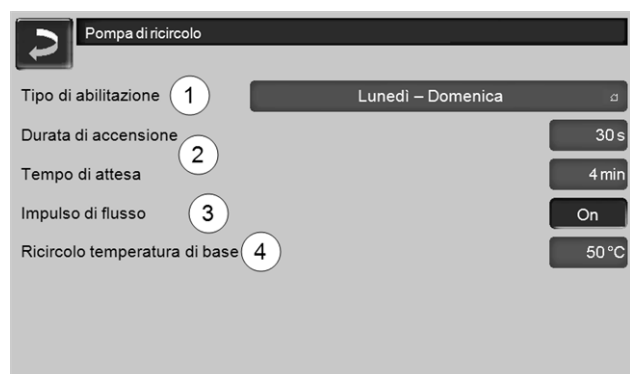 Pompa di ricircolo
Tipo di abilitazione 1 Lunedì – Domenica
Durata di accensione 30 s
2
Tempo di attesa 4 min
Impulso di flusso 3 On
Ricircolo temperatura di base 4 50 °C